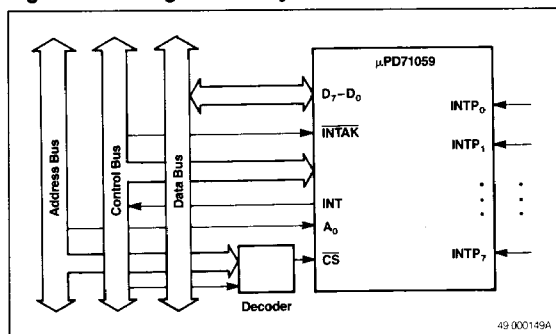 μPD71059
Address Bus
Control Bus
Data Bus
D7–D0
INTAK
INT
A0
CS
Decoder
INTP0
INTP1
INTP7
49 000149A